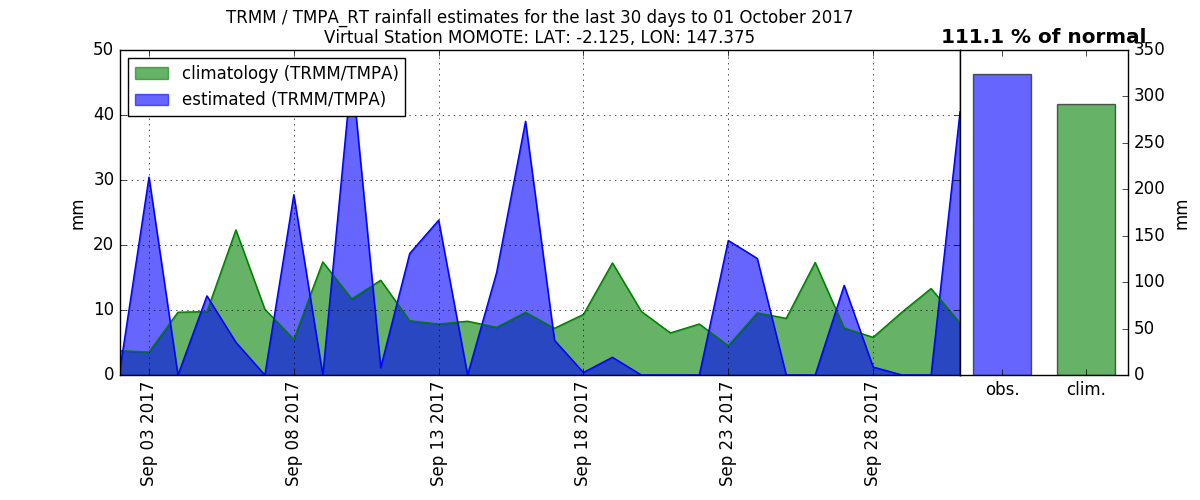 TRMM / TMPA_RT rainfall estimates for the last 30 days to 01 October 2017
Virtual Station MOMOTE: LAT: -2.125, LON: 147.375
111.1 % of normal
climatology (TRMM/TMPA)
estimated (TRMM/TMPA)
50
40
30
20
10
0
mm
Sep 03 2017
Sep 08 2017
Sep 13 2017
Sep 18 2017
Sep 23 2017
Sep 28 2017
obs.
clim.
350
300
250
200
150
100
50
0
mm